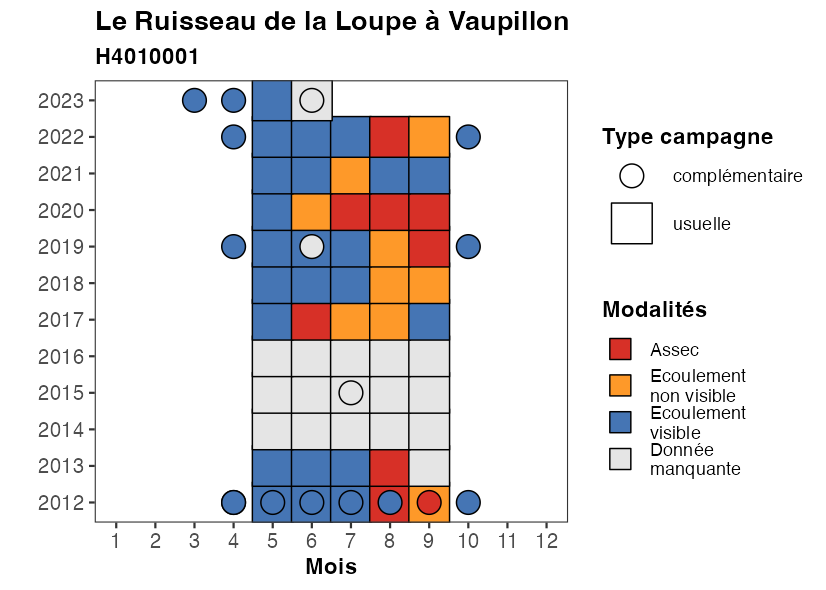 Le Ruisseau de la Loupe à Vaupillon
H4010001
2023
2022
2021
2020
2019
2018
2017
2016
2015
2014
2013
2012
1 2 3 4 5 6 7 8 9 10 11 12
Mois
Type campagne
complémentaire
usuelle
Modalités
Assec
Ecoulement
non visible
Ecoulement
visible
Donnée
manquante